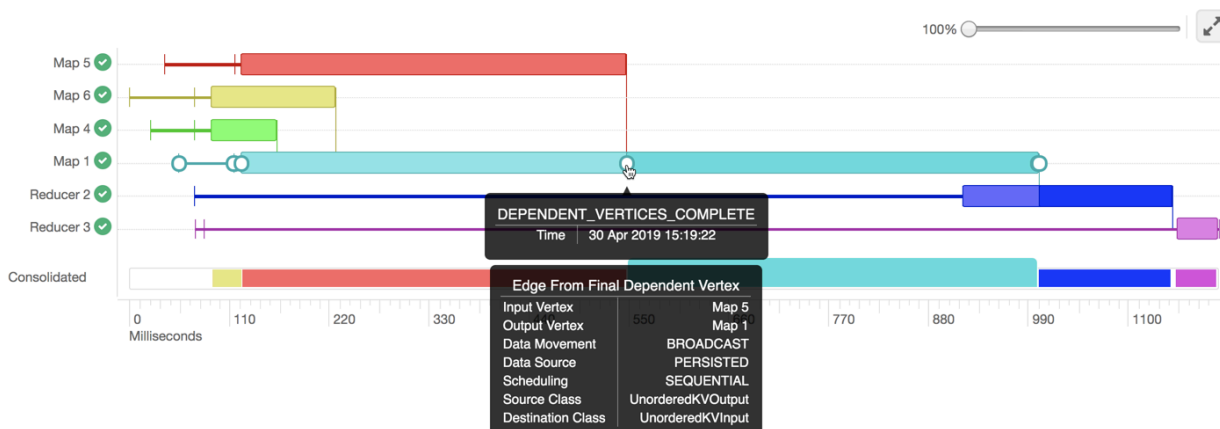 100%
Map 5
Map 6
Map 4
Map 1
Reducer 2
Reducer 3
DEPENDENT_VERTICES_COMPLETE
Time 30 Apr 2019 15:19:22
Consolidated
Edge From Final Dependent Vertex
Input Vertex Map 5
Output Vertex Map 1
Data Movement BROADCAST
Data Source PERSISTED
Scheduling SEQUENTIAL
Source Class UnorderedKVOutput
Destination Class UnorderedKVInput
0 110 220 330 440 550 660 770 880 990 1100
Milliseconds